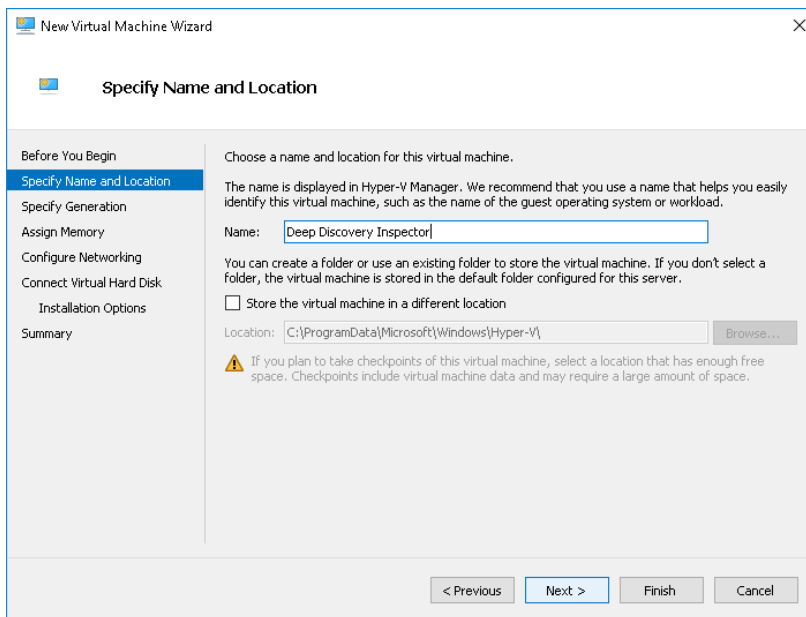 New Virtual Machine Wizard
Specify Name and Location
Before You Begin
Specify Name and Location
Specify Generation
Assign Memory
Configure Networking
Connect Virtual Hard Disk
Installation Options
Summary
Choose a name and location for this virtual machine.
The name is displayed in Hyper-V Manager. We recommend that you use a name that helps you easily
identify this virtual machine, such as the name of the guest operating system or workload.
Name: Deep Discovery Inspector
You can create a folder or use an existing folder to store the virtual machine. If you don't select a
folder, the virtual machine is stored in the default folder configured for this server.
Store the virtual machine in a different location
Location: C:\ProgramData\Microsoft\Windows\Hyper-V\ Browse...
If you plan to take checkpoints of this virtual machine, select a location that has enough free
space. Checkpoints include virtual machine data and may require a large amount of space.
< Previous Next > Finish Cancel